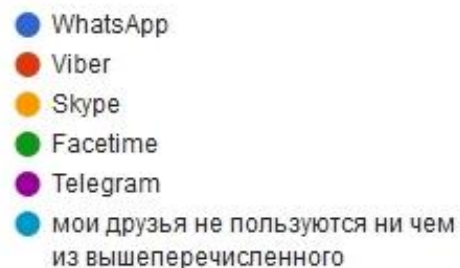 WhatsApp
Viber
Skype
Facetime
Telegram
мои друзья не пользуются ни чем
из вышеперечисленного